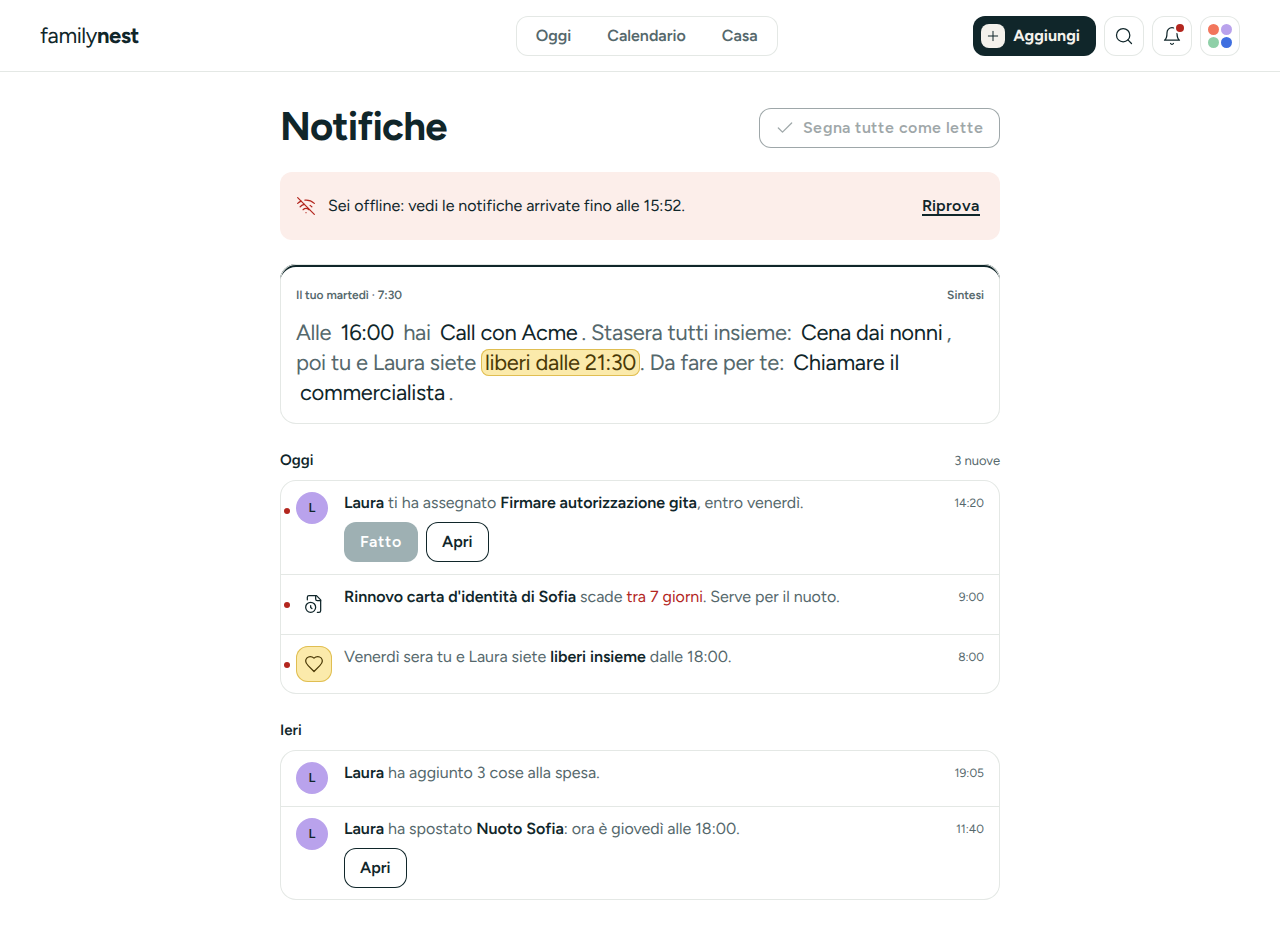 familynest
Oggi
Calendario
Casa
Aggiungi
Notifiche
Segna tutte come lette
Sei offline: vedi le notifiche arrivate fino alle 15:52.
Riprova
Il tuo martedì · 7:30
Sintesi
Alle 16:00 hai Call con Acme. Stasera tutti insieme: Cena dai nonni,
poi tu e Laura siete liberi dalle 21:30. Da fare per te: Chiamare il
commercialista.
Oggi
3 nuove
L
Laura ti ha assegnato Firmare autorizzazione gita, entro venerdì.
14:20
Fatto
Apri
Rinnovo carta d'identità di Sofia scade tra 7 giorni. Serve per il nuoto.
9:00
Venerdì sera tu e Laura siete liberi insieme dalle 18:00.
8:00
Ieri
L
Laura ha aggiunto 3 cose alla spesa.
19:05
L
Laura ha spostato Nuoto Sofia: ora è giovedì alle 18:00.
11:40
Apri